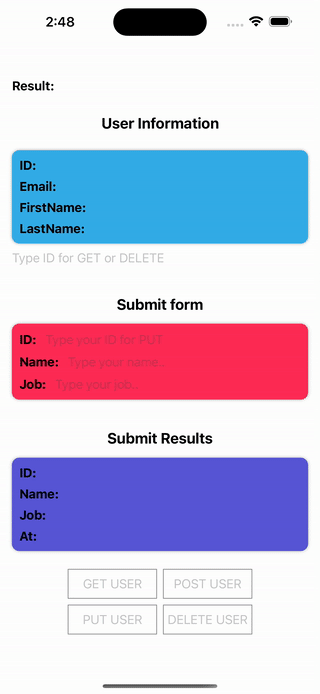 2:48
Result:
User Information
ID:
Email:
FirstName:
LastName:
Type ID for GET or DELETE
Submit form
ID: Type your ID for PUT
Name: Type your name..
Job: Type your job..
Submit Results
ID:
Name:
Job:
At:
GET USER POST USER
PUT USER DELETE USER